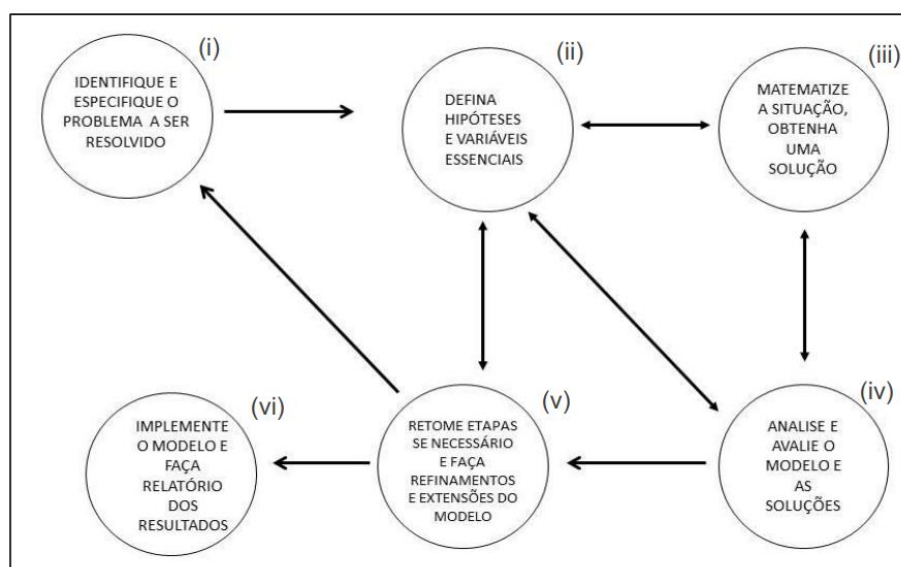 (i)
IDENTIFIQUE E
ESPECIFIQUE O
PROBLEMA A SER
RESOLVIDO
(ii)
DEFINA
HIPÓTESES
E VARIÁVEIS
ESSENCIAIS
(iii)
MATEMATIZE
A SITUAÇÃO,
OBTENHA
UMA
SOLUÇÃO
(iv)
ANALISE E
AVALIE O
MODELO E
AS
SOLUÇÕES
(v)
RETOME ETAPAS
SE NECESSÁRIO
E FAÇA
REFINAMENTOS
E EXTENSÕES DO
MODELO
(vi)
IMPLEMENTE
O MODELO E
FAÇA
RELATÓRIO
DOS
RESULTADOS